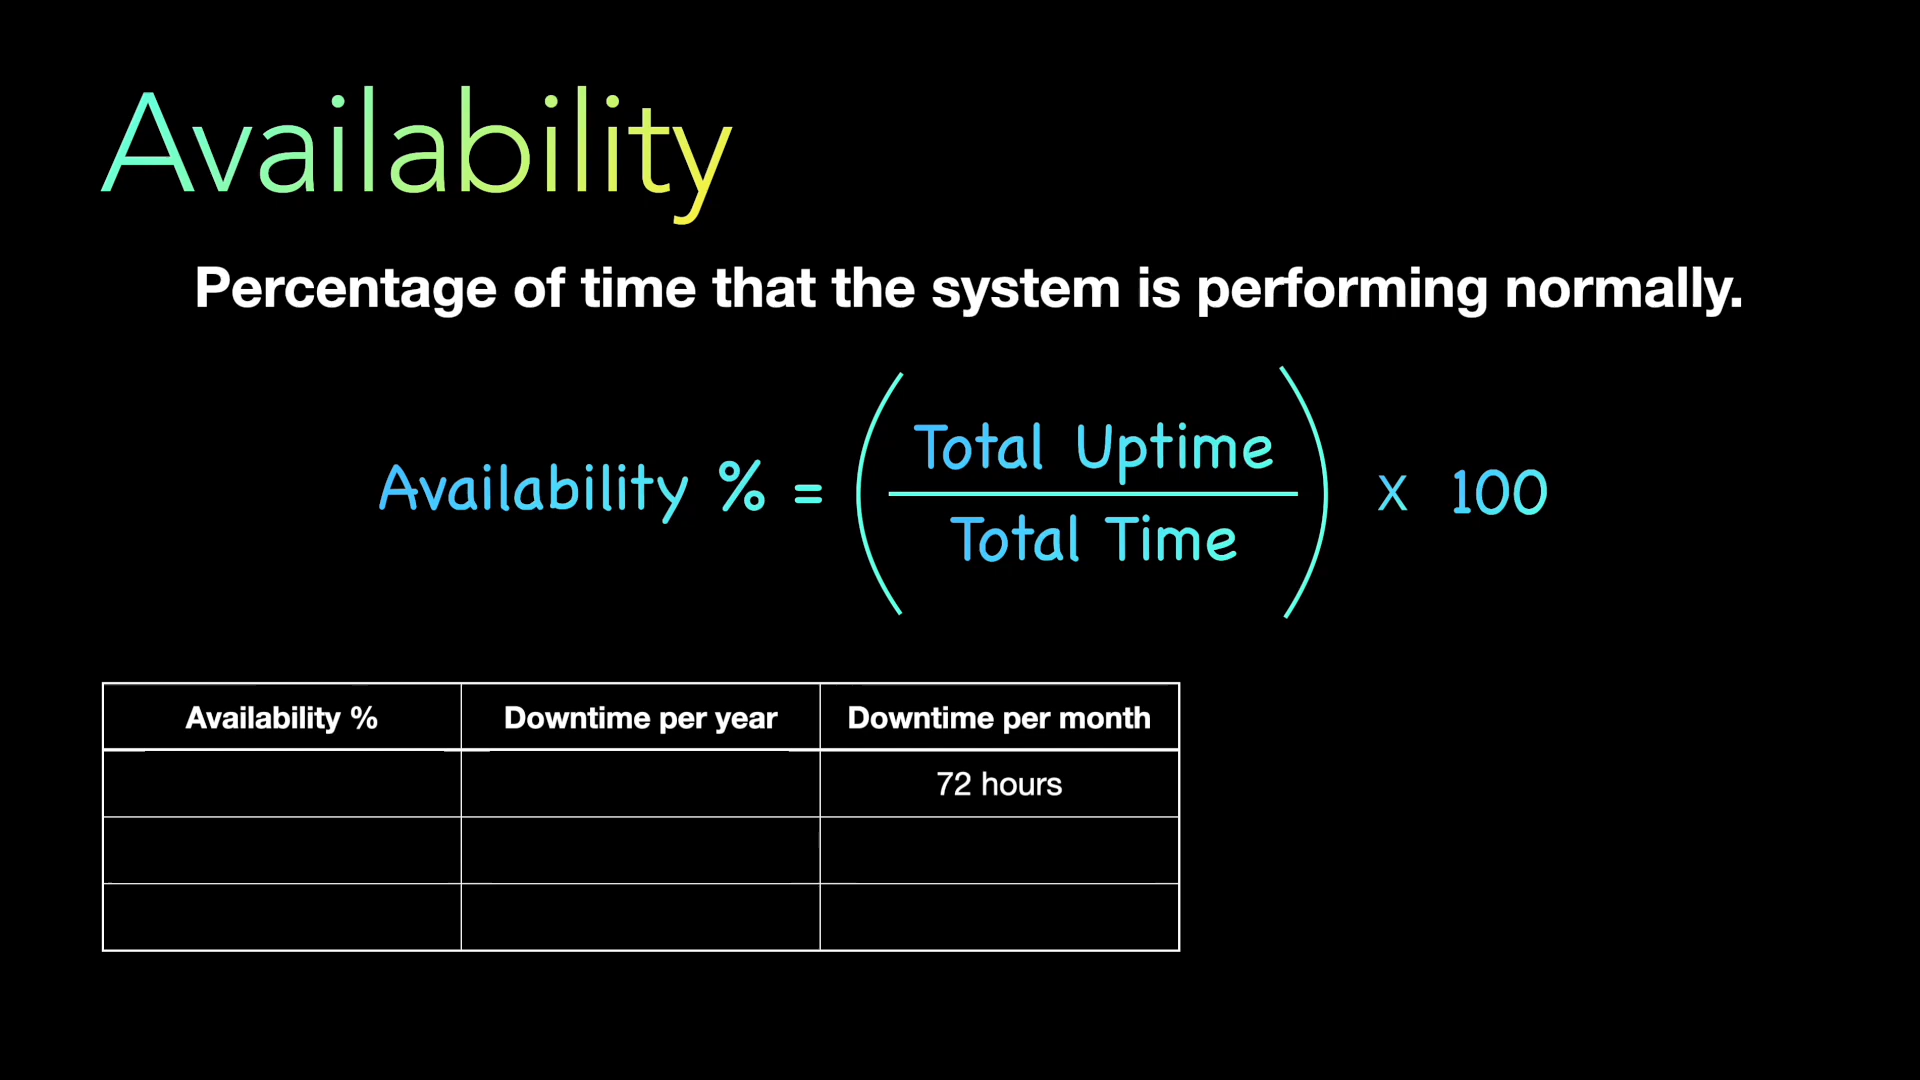 Availability
Percentage of time that the system is performing normally.
Availability % = ( Total Uptime / Total Time ) x 100
Availability % Downtime per year Downtime per month
72 hours